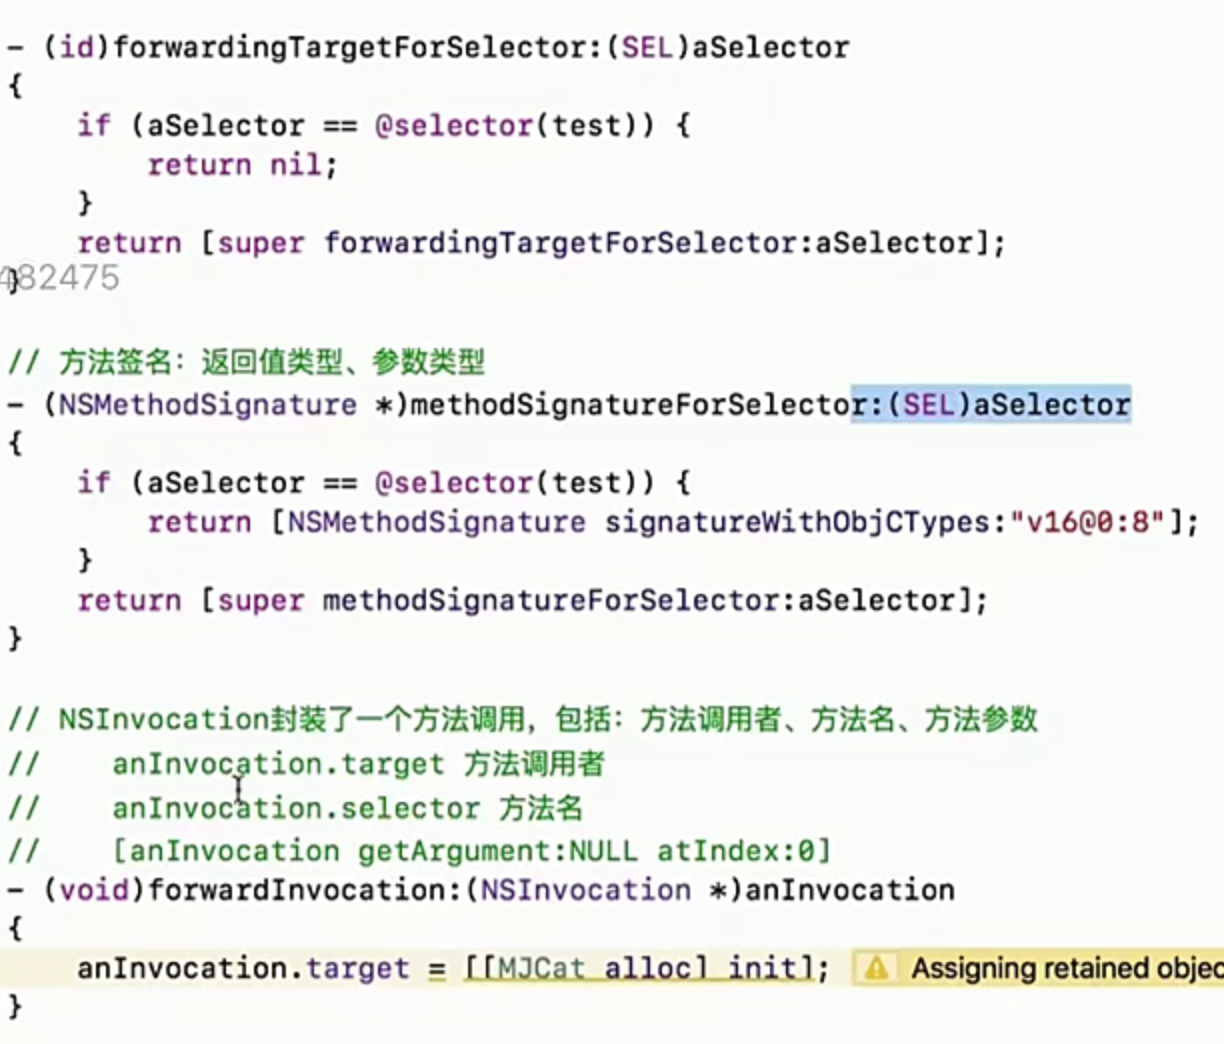 - (id)forwardingTargetForSelector:(SEL)aSelector
{
    if (aSelector == @selector(test)) {
        return nil;
    }
    return [super forwardingTargetForSelector:aSelector];
}
482475
// 方法签名：返回值类型、参数类型
- (NSMethodSignature *)methodSignatureForSelector:(SEL)aSelector
{
    if (aSelector == @selector(test)) {
        return [NSMethodSignature signatureWithObjCTypes:"v16@0:8"];
    }
    return [super methodSignatureForSelector:aSelector];
}
// NSInvocation封装了一个方法调用，包括：方法调用者、方法名、方法参数
//    anInvocation.target 方法调用者
//    anInvocation.selector 方法名
//    [anInvocation getArgument:NULL atIndex:0]
- (void)forwardInvocation:(NSInvocation *)anInvocation
{
    anInvocation.target = [[MJCat alloc] init]; Assigning retained objec
}